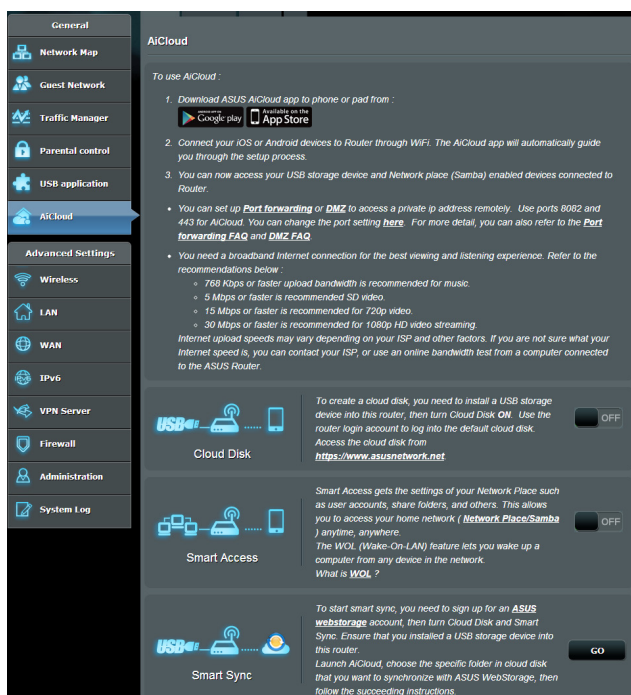 General
Network Map
Guest Network
Traffic Manager
Parental control
USB application
AiCloud
Advanced Settings
Wireless
LAN
WAN
IPv6
VPN Server
Firewall
Administration
System Log
AiCloud
To use AiCloud :
1. Download ASUS AiCloud app to phone or pad from :
ANDROID APP ON
Google play
Available on the
App Store
2. Connect your iOS or Android devices to Router through WiFi. The AiCloud app will automatically guide
you through the setup process.
3. You can now access your USB storage device and Network place (Samba) enabled devices connected to
Router.
• You can set up Port forwarding or DMZ to access a private ip address remotely. Use ports 8082 and
443 for AiCloud. You can change the port setting here. For more detail, you can also refer to the Port
forwarding FAQ and DMZ FAQ.
• You need a broadband Internet connection for the best viewing and listening experience. Refer to the
recommendations below :
○ 768 Kbps or faster upload bandwidth is recommended for music.
○ 5 Mbps or faster is recommended SD video.
○ 15 Mbps or faster is recommended for 720p video.
○ 30 Mbps or faster is recommended for 1080p HD video streaming.
Internet upload speeds may vary depending on your ISP and other factors. If you are not sure what your
Internet speed is, you can contact your ISP, or use an online bandwidth test from a computer connected
to the ASUS Router.
USB
Cloud Disk
To create a cloud disk, you need to install a USB storage
device into this router, then turn Cloud Disk ON. Use the
router login account to log into the default cloud disk.
Access the cloud disk from
https://www.asusnetwork.net
OFF
Smart Access
Smart Access gets the settings of your Network Place such
as user accounts, share folders, and others. This allows
you to access your home network ( Network Place/Samba
) anytime, anywhere.
The WOL (Wake-On-LAN) feature lets you wake up a
computer from any device in the network.
What is WOL ?
OFF
USB
Smart Sync
To start smart sync, you need to sign up for an ASUS
webstorage account, then turn Cloud Disk and Smart
Sync. Ensure that you installed a USB storage device into
this router.
Launch AiCloud, choose the specific folder in cloud disk
that you want to synchronize with ASUS WebStorage, then
follow the succeeding instructions.
GO